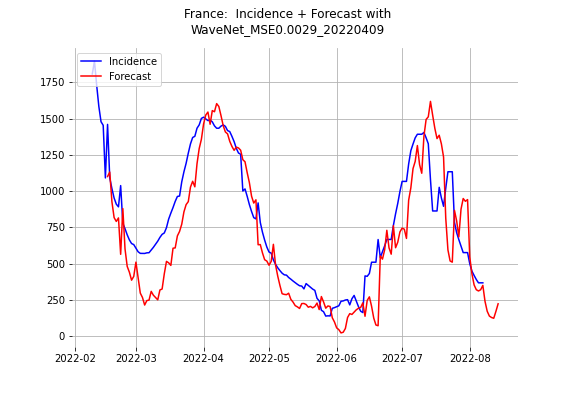 France:  Incidence + Forecast with
WaveNet_MSE0.0029_20220409
Incidence
Forecast
1750
1500
1250
1000
750
500
250
0
2022-02 2022-03 2022-04 2022-05 2022-06 2022-07 2022-08